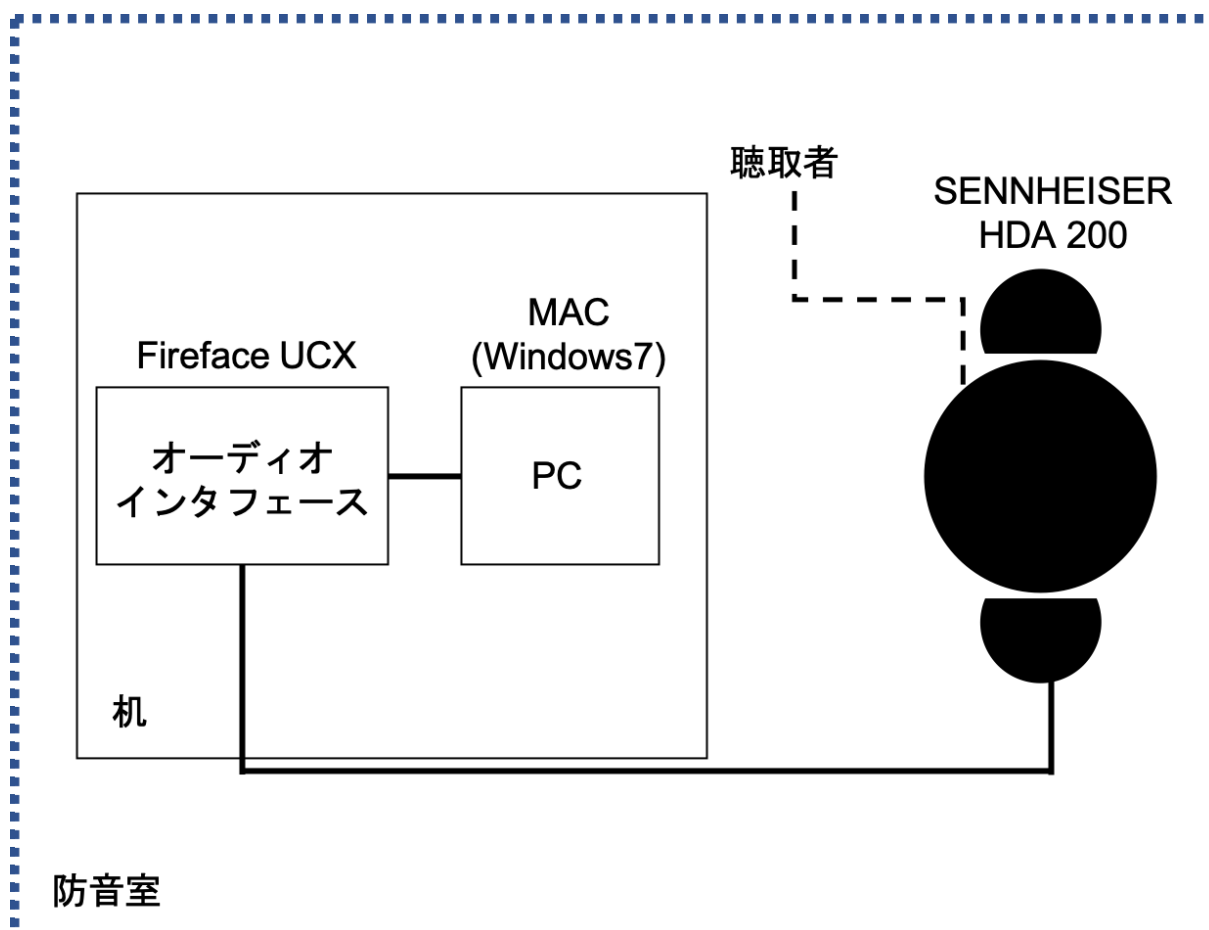 聴取者
SENNHEISER
HDA 200
MAC
(Windows7)
Fireface UCX
オーディオ
インタフェース
PC
机
防音室